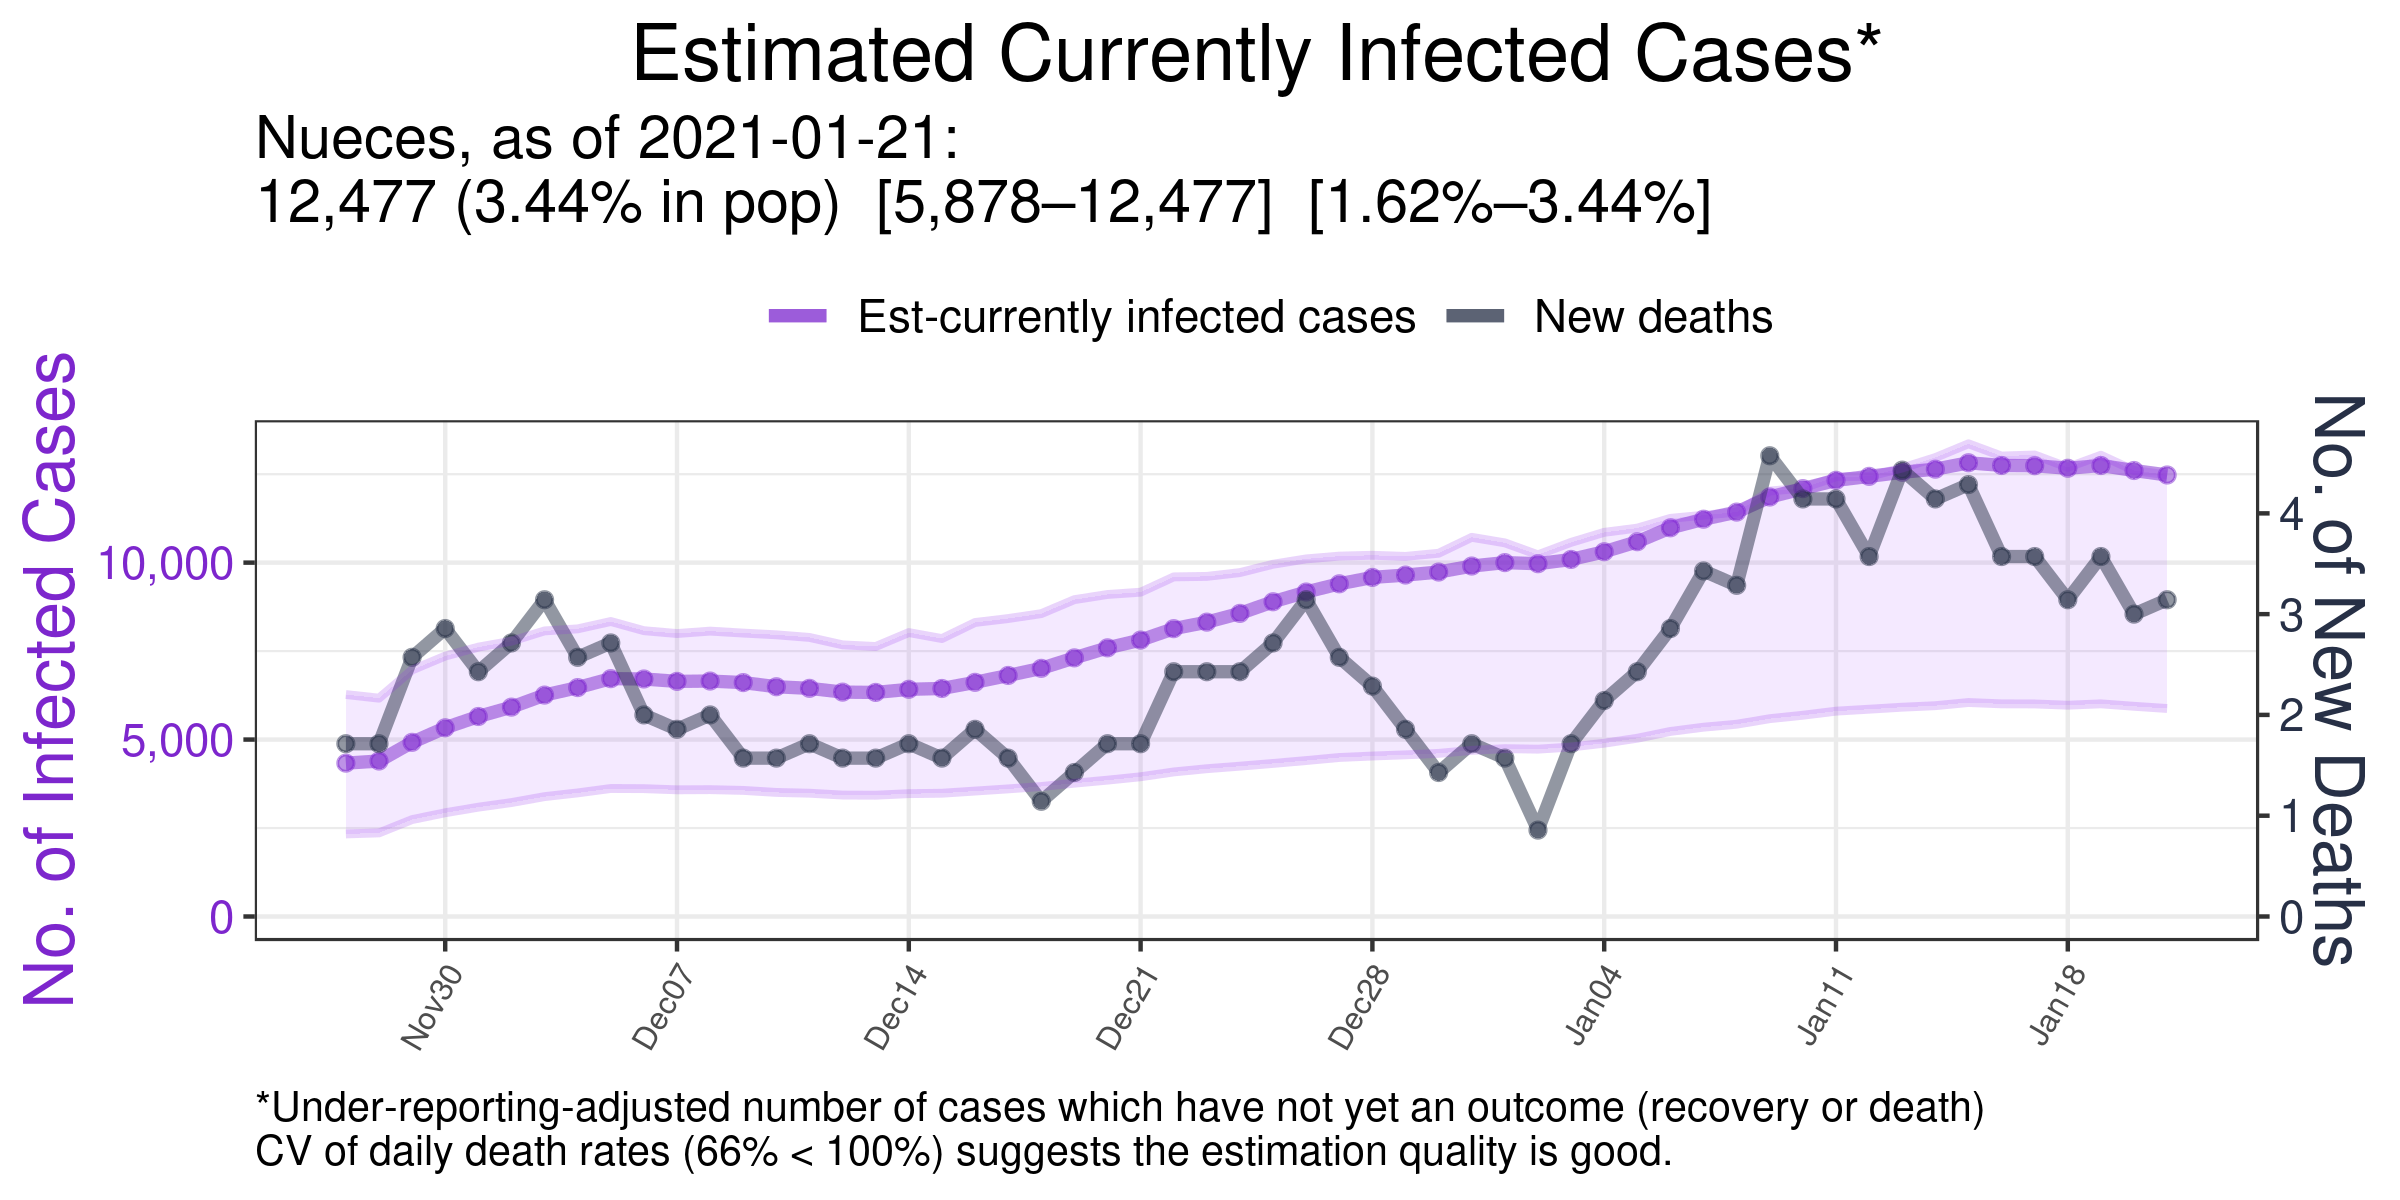 Estimated Currently Infected Cases*
Nueces, as of 2021-01-21:
12,477 (3.44% in pop)  [5,878–12,477]  [1.62%–3.44%]
Est-currently infected cases
New deaths
No. of Infected Cases
10,000
5,000
0
No. of New Deaths
4
3
2
1
0
Nov30
Dec07
Dec14
Dec21
Dec28
Jan04
Jan11
Jan18
*Under-reporting-adjusted number of cases which have not yet an outcome (recovery or death)
CV of daily death rates (66% < 100%) suggests the estimation quality is good.